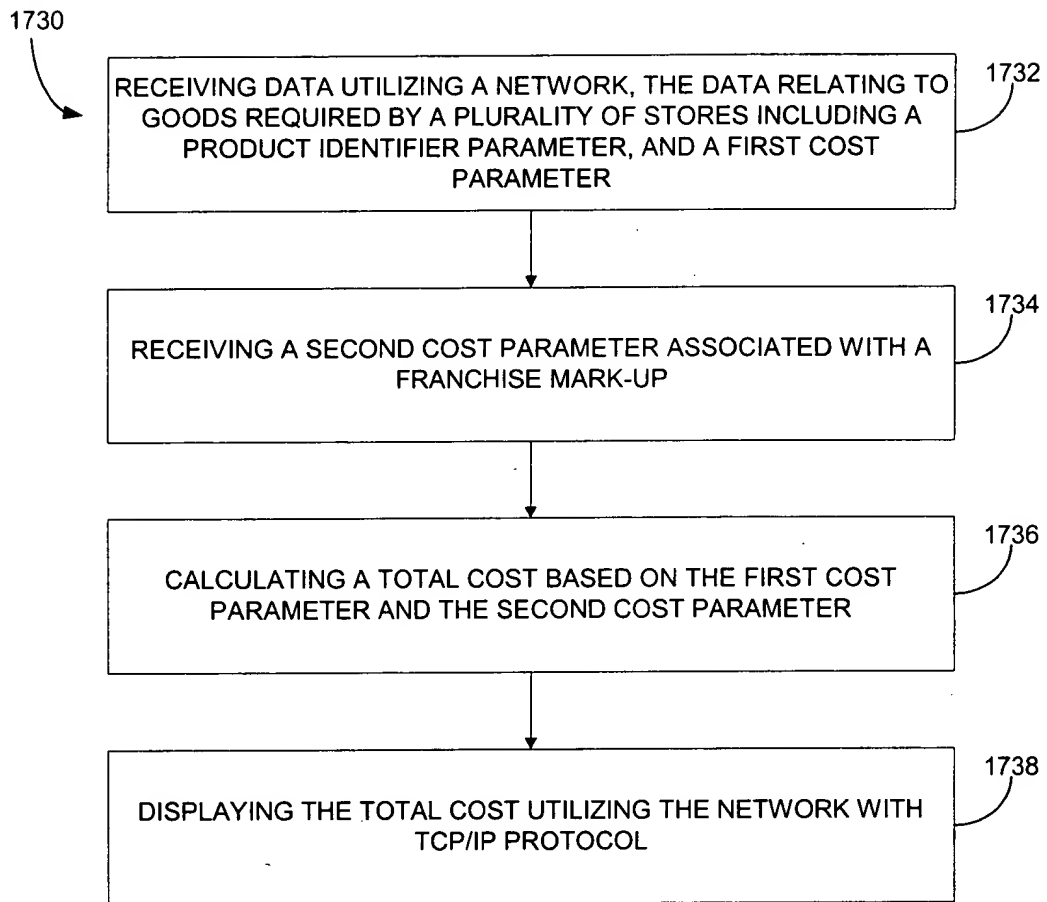 1730
1732
RECEIVING DATA UTILIZING A NETWORK, THE DATA RELATING TO
GOODS REQUIRED BY A PLURALITY OF STORES INCLUDING A
PRODUCT IDENTIFIER PARAMETER, AND A FIRST COST
PARAMETER
1734
RECEIVING A SECOND COST PARAMETER ASSOCIATED WITH A
FRANCHISE MARK-UP
1736
CALCULATING A TOTAL COST BASED ON THE FIRST COST
PARAMETER AND THE SECOND COST PARAMETER
1738
DISPLAYING THE TOTAL COST UTILIZING THE NETWORK WITH
TCP/IP PROTOCOL